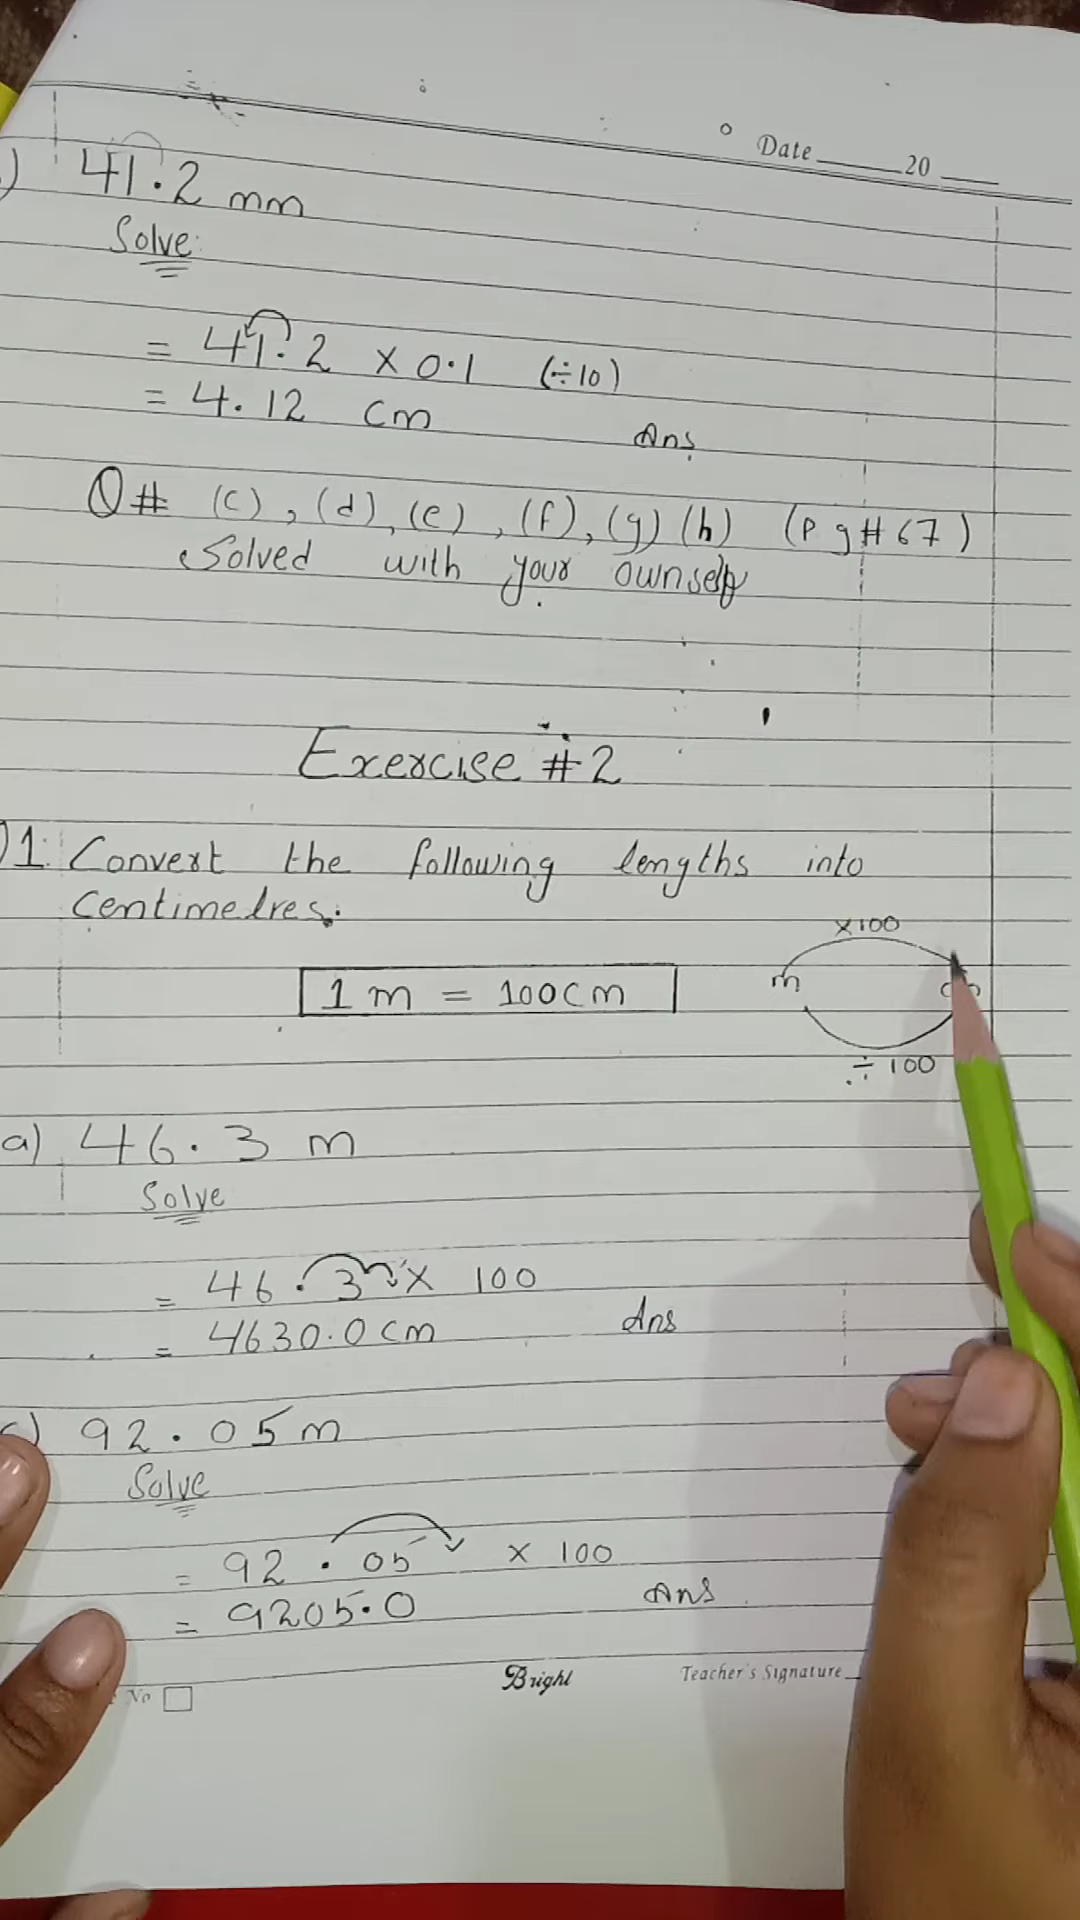 Date 20
) 41.2 mm
Solve:
= 41.2 × 0.1 (÷10)
= 4.12 cm Ans
Q# (c), (d), (e), (f), (g) (h) (Pg# 67)
Solved with your ownself
Exercise #2
1. Convert the following lengths into
Centimetres.
×100
1 m = 100cm m
÷ 100
a) 46.3 m
Solve
= 46.3 × 100
= 4630.0 cm Ans
) 92.05 m
Solve
= 92.05 × 100
= 9205.0 Ans
No Bright Teacher's Signature